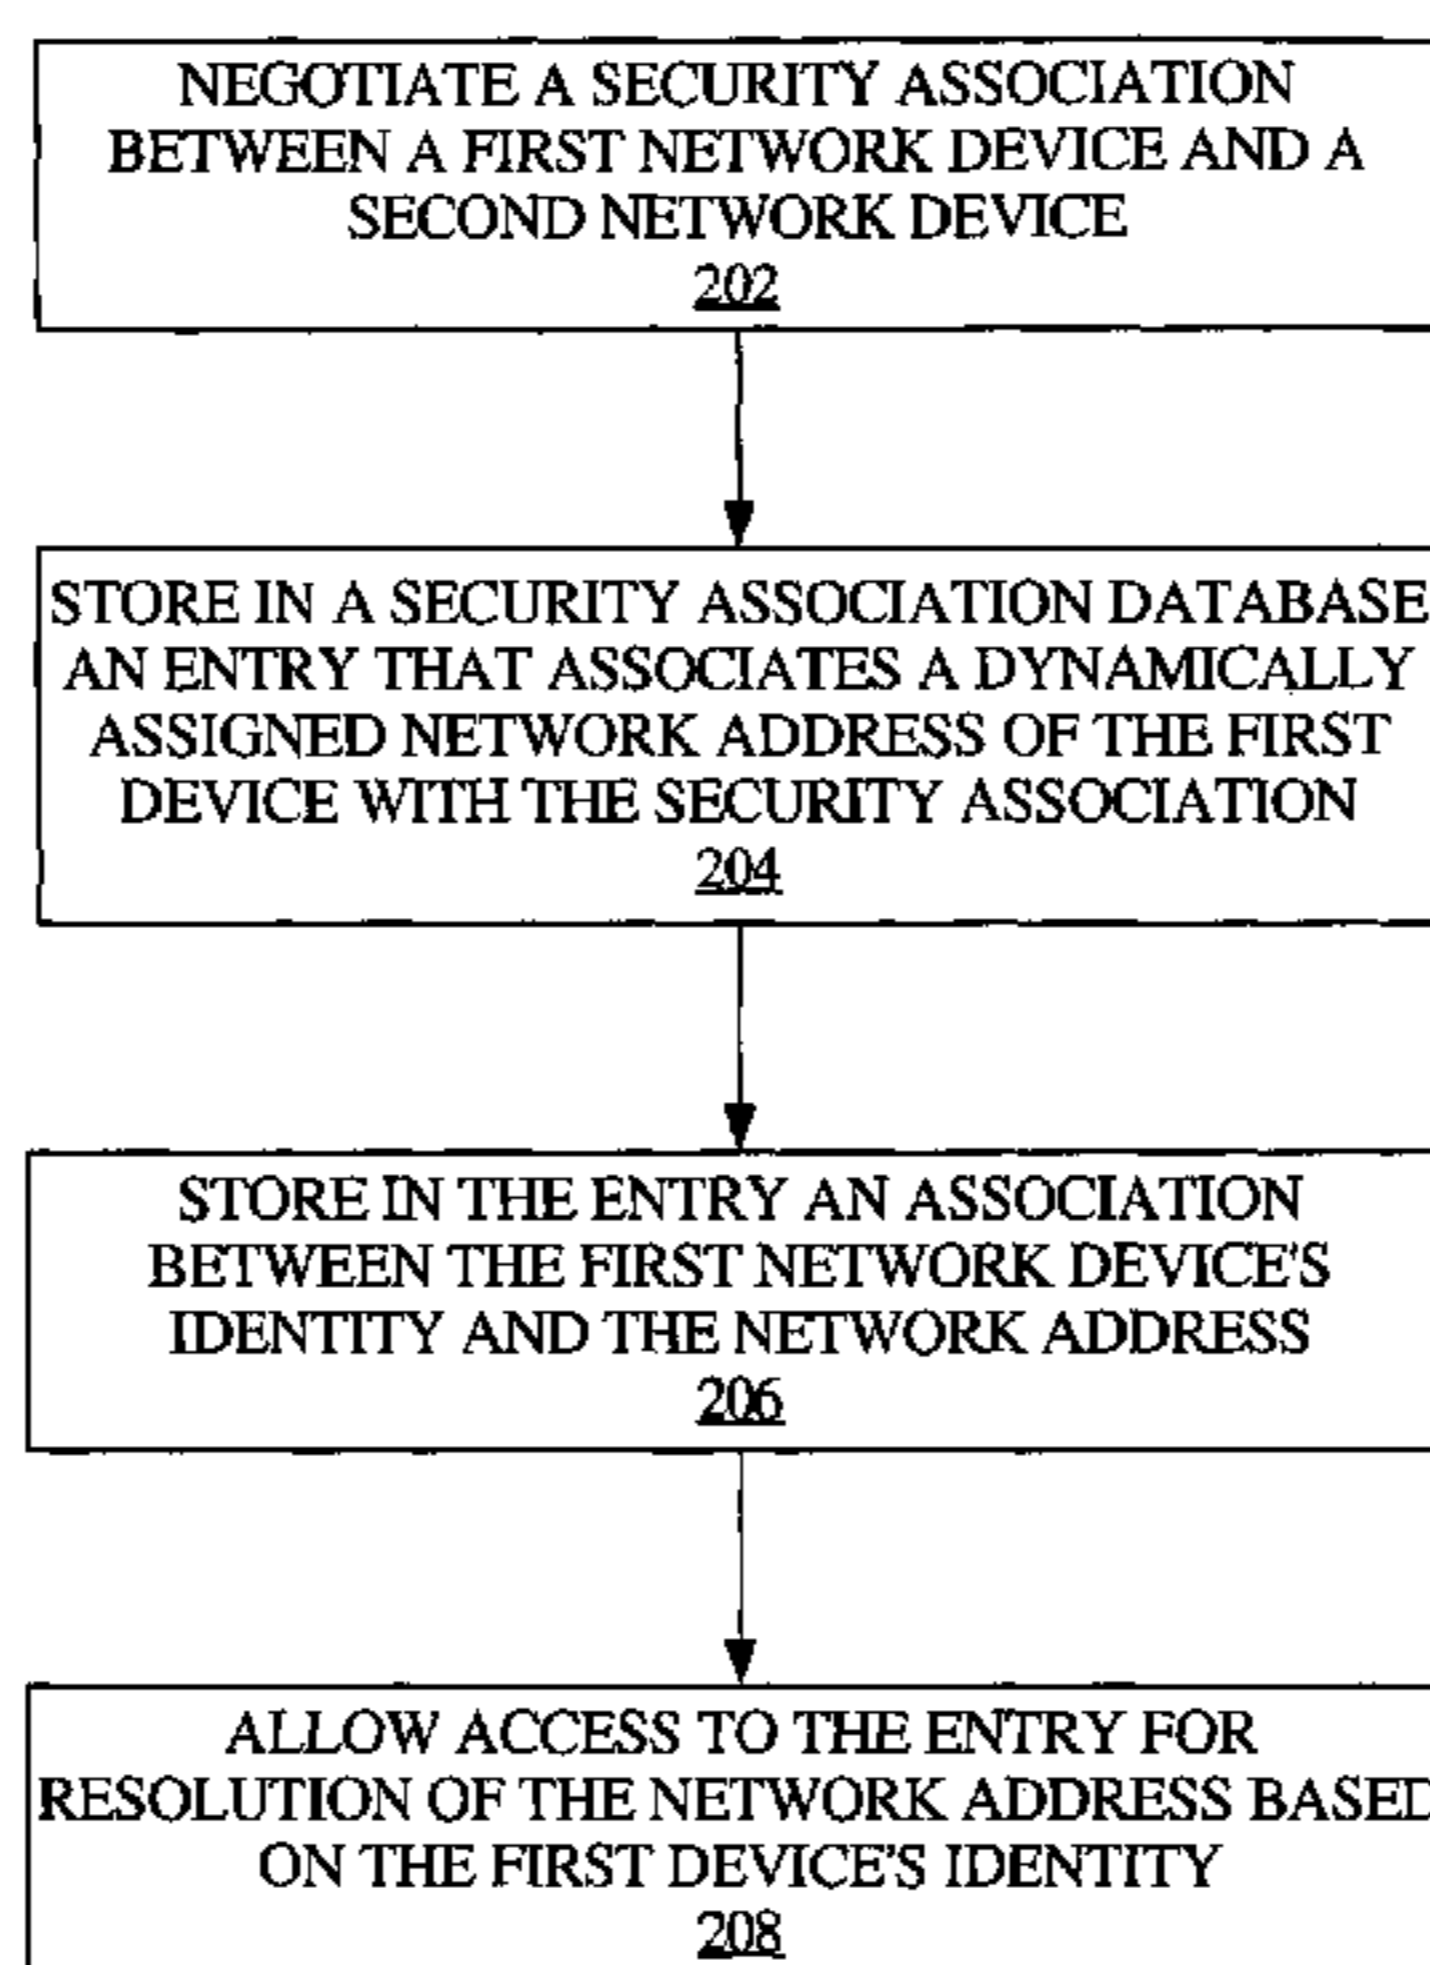 NEGOTIATE A SECURITY ASSOCIATION
BETWEEN A FIRST NETWORK DEVICE AND A
SECOND NETWORK DEVICE
202
STORE IN A SECURITY ASSOCIATION DATABASE
AN ENTRY THAT ASSOCIATES A DYNAMICALLY
ASSIGNED NETWORK ADDRESS OF THE FIRST
DEVICE WITH THE SECURITY ASSOCIATION
204
STORE IN THE ENTRY AN ASSOCIATION
BETWEEN THE FIRST NETWORK DEVICE'S
IDENTITY AND THE NETWORK ADDRESS
206
ALLOW ACCESS TO THE ENTRY FOR
RESOLUTION OF THE NETWORK ADDRESS BASED
ON THE FIRST DEVICE'S IDENTITY
208